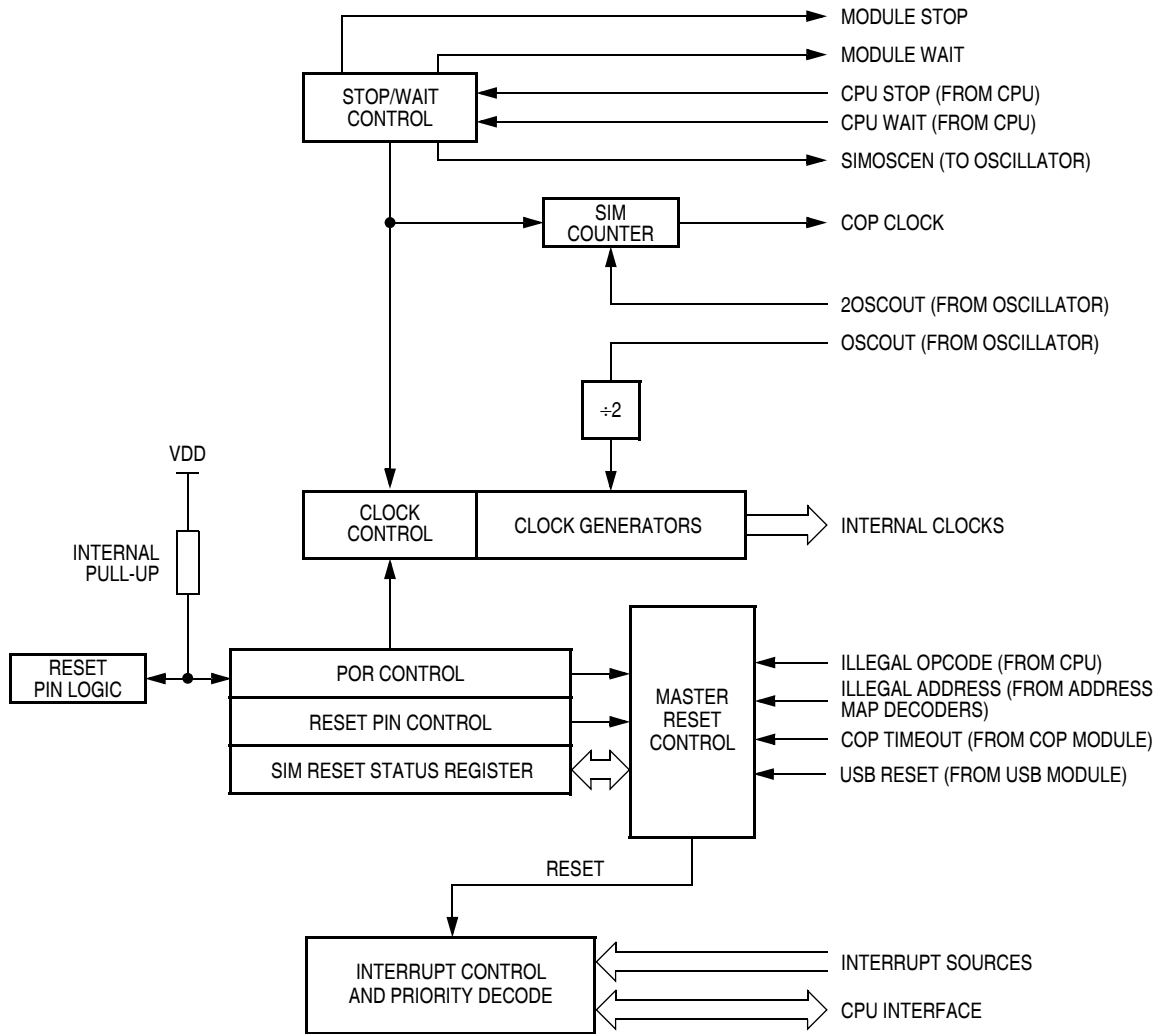 MODULE STOP
MODULE WAIT
STOP/WAIT
CONTROL
CPU STOP (FROM CPU)
CPU WAIT (FROM CPU)
SIMOSCEN (TO OSCILLATOR)
SIM
COUNTER
COP CLOCK
2OSCOUT (FROM OSCILLATOR)
OSCOUT (FROM OSCILLATOR)
÷2
VDD
INTERNAL
PULL-UP
CLOCK
CONTROL
CLOCK GENERATORS
INTERNAL CLOCKS
RESET
PIN LOGIC
POR CONTROL
RESET PIN CONTROL
SIM RESET STATUS REGISTER
MASTER
RESET
CONTROL
ILLEGAL OPCODE (FROM CPU)
ILLEGAL ADDRESS (FROM ADDRESS
MAP DECODERS)
COP TIMEOUT (FROM COP MODULE)
USB RESET (FROM USB MODULE)
RESET
INTERRUPT CONTROL
AND PRIORITY DECODE
INTERRUPT SOURCES
CPU INTERFACE